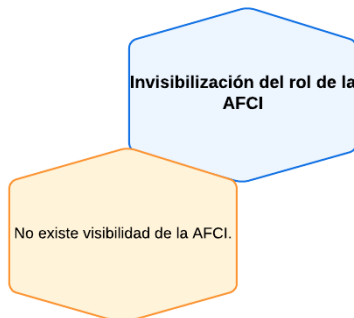 Invisibilización del rol de la
AFCI
No existe visibilidad de la AFCI.